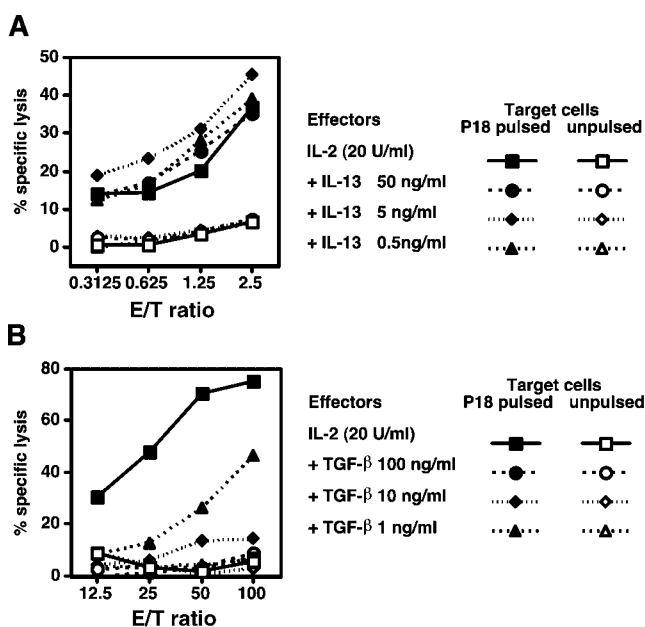 A
50
40
30
20
10
0
% specific lysis
0.3125 0.625 1.25 2.5
E/T ratio
Effectors
Target cells
P18 pulsed unpulsed
IL-2 (20 U/ml)
+ IL-13 50 ng/ml
+ IL-13 5 ng/ml
+ IL-13 0.5ng/ml
B
80
60
40
20
0
% specific lysis
12.5 25 50 100
E/T ratio
Effectors
Target cells
P18 pulsed unpulsed
IL-2 (20 U/ml)
+ TGF-β 100 ng/ml
+ TGF-β 10 ng/ml
+ TGF-β 1 ng/ml